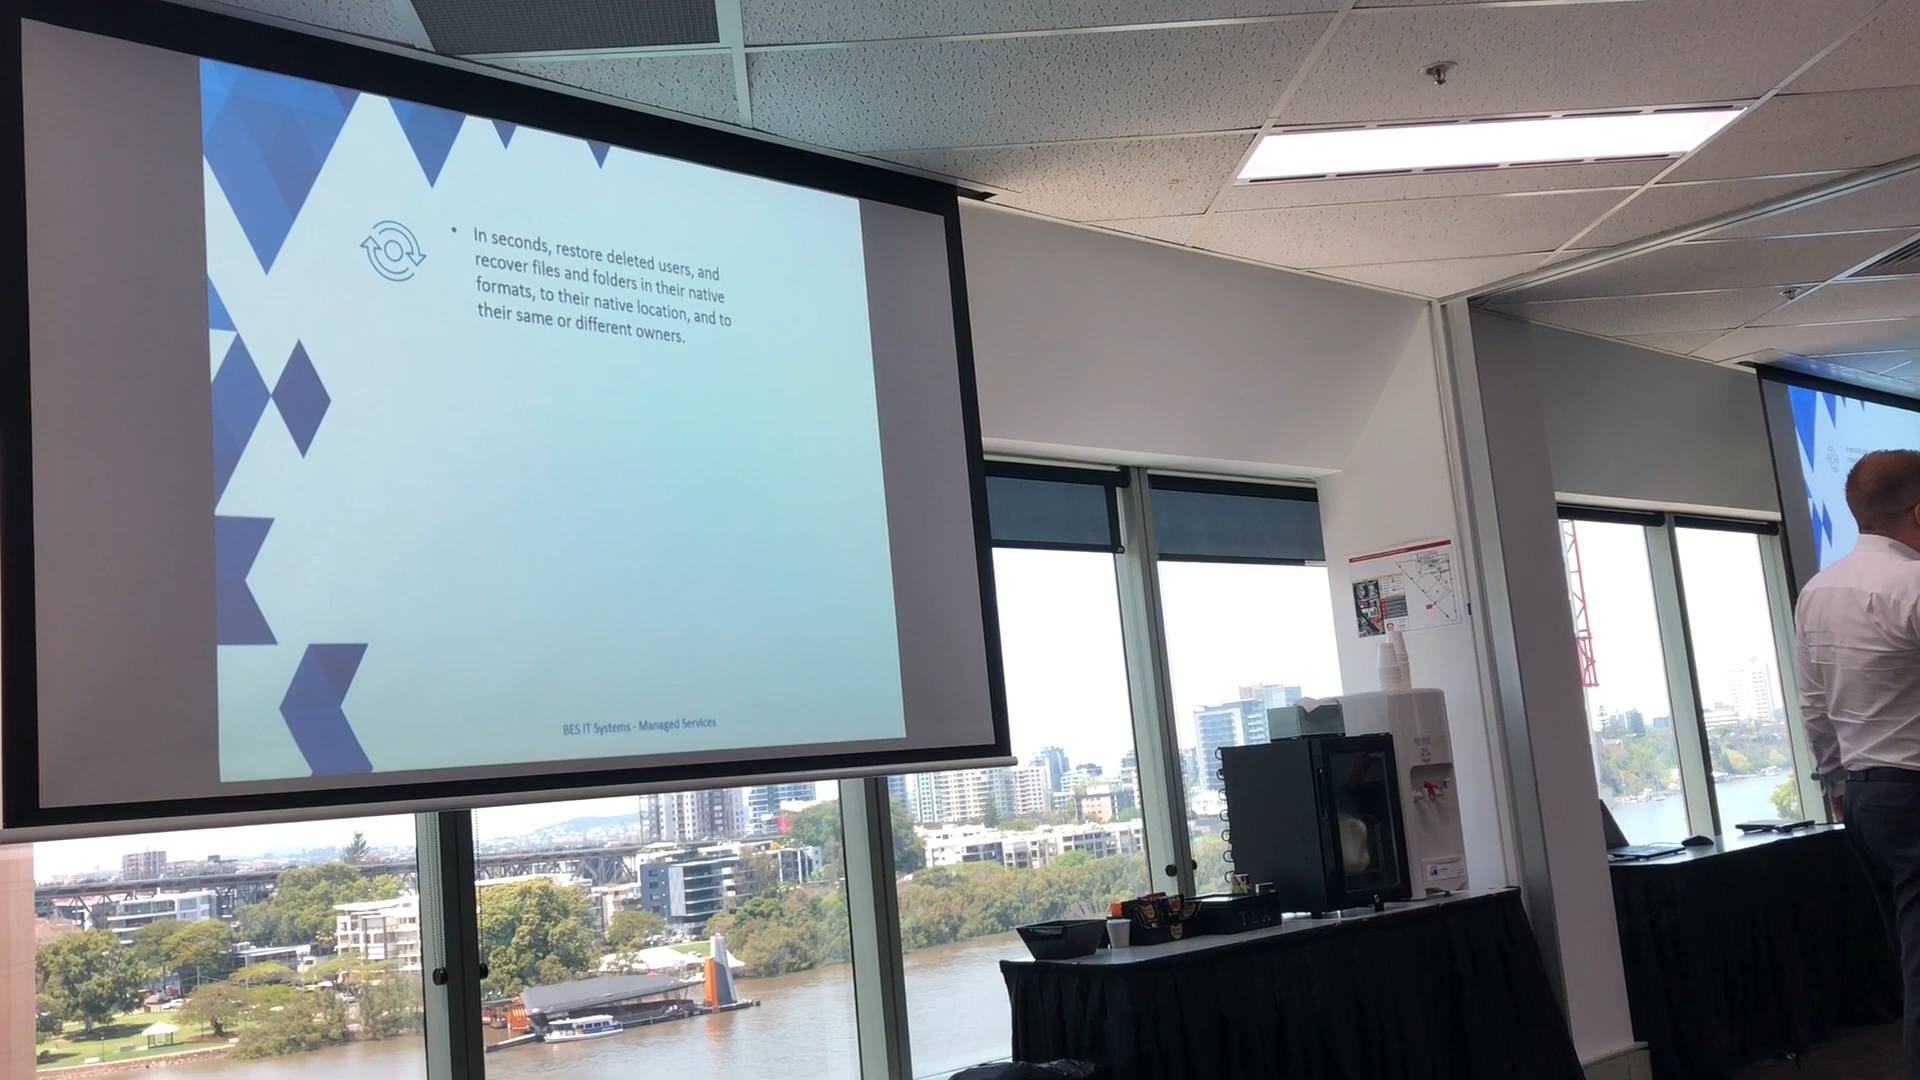 • In seconds, restore deleted users, and
recover files and folders in their native
formats, to their native location, and to
their same or different owners.
BES IT Systems - Managed Services
TEA